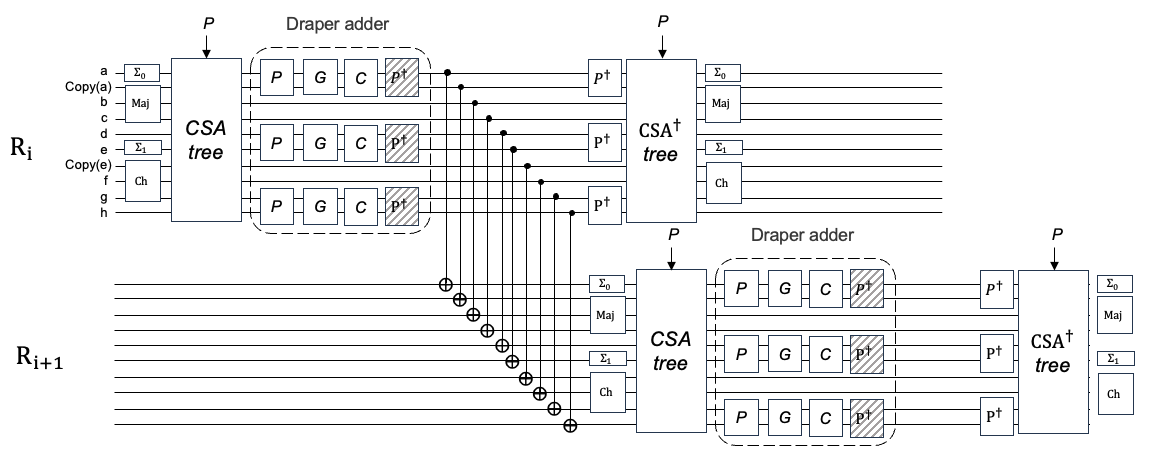 P
P
Draper adder
a Σ0
Copy(a)
b Maj
c
d
e Σ1
Copy(e)
f Ch
g
h
Ri
CSA
tree
P G C P†
P G C P†
P G C P†
P†
P†
P†
CSA†
tree
Σ0
Maj
Σ1
Ch
P
Draper adder
P
Ri+1
Σ0
Maj
Σ1
Ch
CSA
tree
P G C P†
P G C P†
P G C P†
P†
P†
P†
CSA†
tree
Σ0
Maj
Σ1
Ch